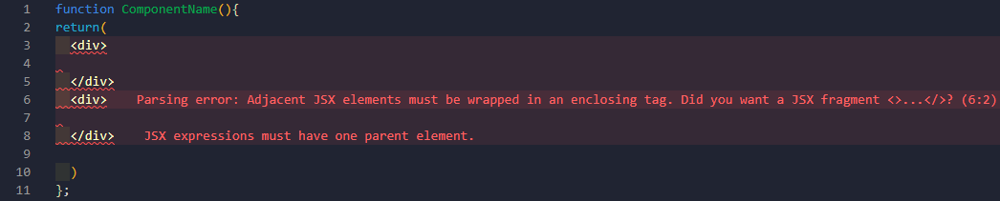 1 function ComponentName(){
2 return(
3 <div>
4
5 </div>
6 <div> Parsing error: Adjacent JSX elements must be wrapped in an enclosing tag. Did you want a JSX fragment <>...</>? (6:2)
7
8 </div> JSX expressions must have one parent element.
9
10 )
11 };